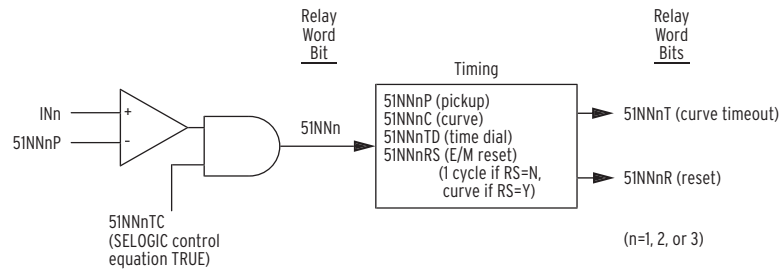 Relay
Word
Bit
Relay
Word
Bits
Timing
INn
51NNnP
+
-
51NNn
51NNnP (pickup)
51NNnC (curve)
51NNnTD (time dial)
51NNnRS (E/M reset)
(1 cycle if RS=N,
curve if RS=Y)
51NNnT (curve timeout)
51NNnR (reset)
51NNnTC
(SELOGIC control
equation TRUE)
(n=1, 2, or 3)